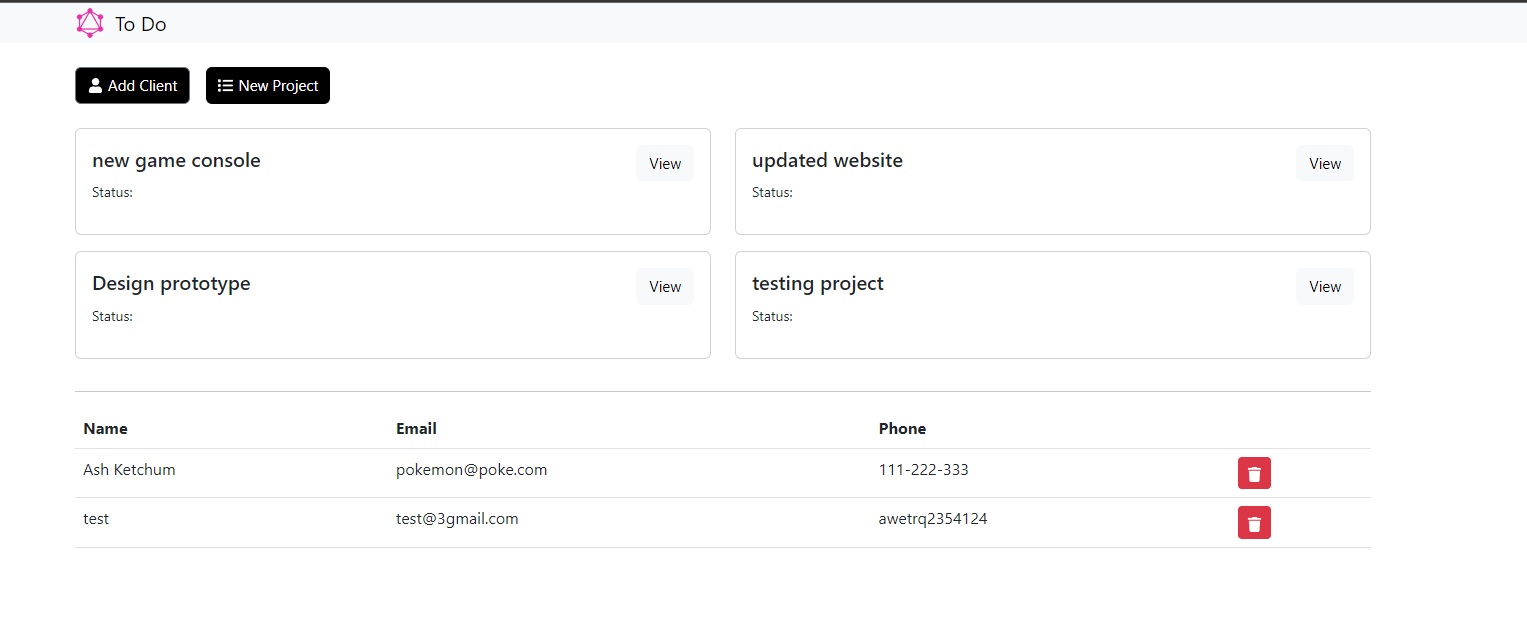 To Do
Add Client New Project
new game console View
Status:
updated website View
Status:
Design prototype View
Status:
testing project View
Status:
Name Email Phone
Ash Ketchum pokemon@poke.com 111-222-333
test test@3gmail.com awetrq2354124